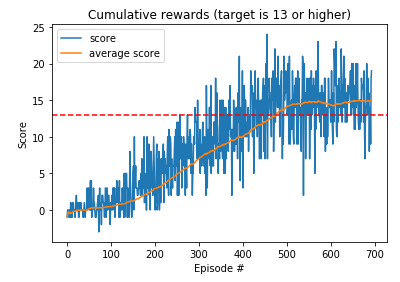 Cumulative rewards (target is 13 or higher)
25
20
15
10
5
0
Score
score
average score
0
100
200
300
400
500
600
700
Episode #